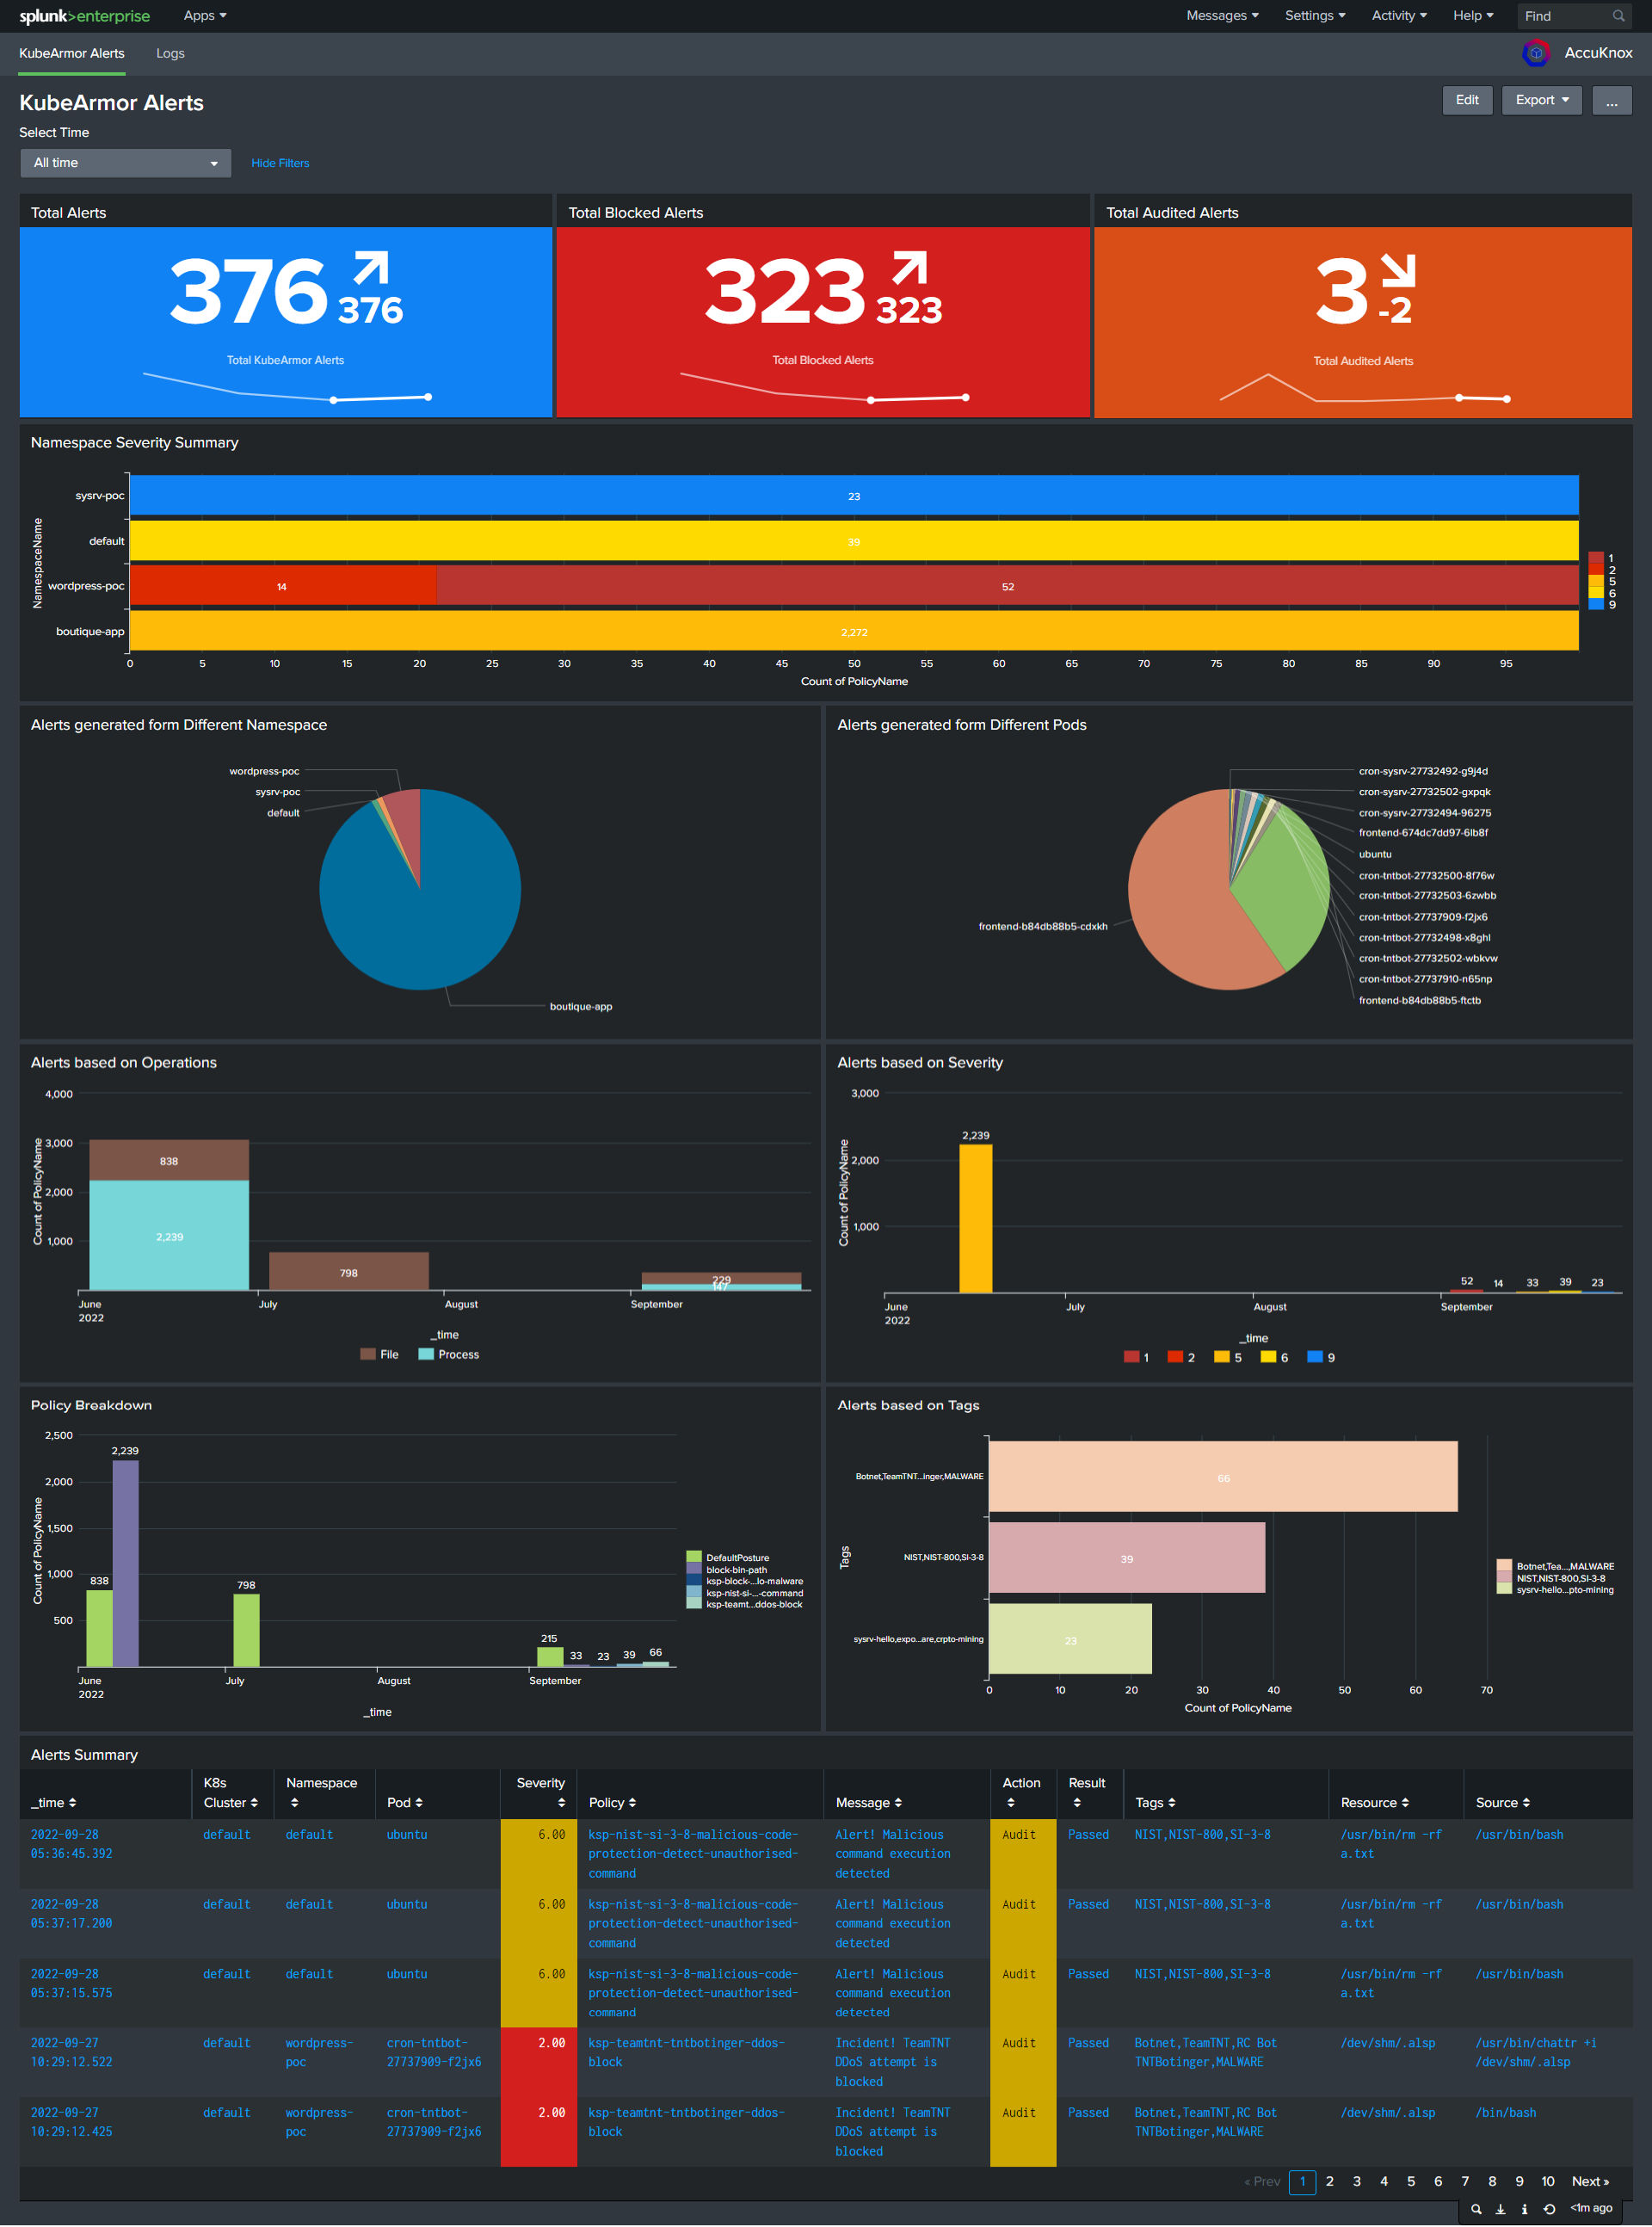 splunk>enterprise Apps Messages Settings Activity Help Find
KubeArmor Alerts Logs AccuKnox
KubeArmor Alerts Edit Export ...
Select Time
All time Hide Filters
Total Alerts
376 376
Total KubeArmor Alerts
Total Blocked Alerts
323 323
Total Blocked Alerts
Total Audited Alerts
3 -2
Total Audited Alerts
Namespace Severity Summary
NamespaceName
sysrv-poc 23
default 39
wordpress-poc 14 52
boutique-app 2,272
0 5 10 15 20 25 30 35 40 45 50 55 60 65 70 75 80 85 90 95
Count of PolicyName
1
2
5
6
9
Alerts generated form Different Namespace
wordpress-poc
sysrv-poc
default
boutique-app
Alerts generated form Different Pods
cron-sysrv-27732492-g9j4d
cron-sysrv-27732502-gxpqk
cron-sysrv-27732494-96275
frontend-674dc7dd97-6lb8f
ubuntu
cron-tntbot-27732500-8f76w
cron-tntbot-27732503-6zwbb
cron-tntbot-27737909-f2jx6
cron-tntbot-27732498-x8ghl
cron-tntbot-27732502-wbkvw
cron-tntbot-27737910-n65np
frontend-b84db88b5-ftctb
frontend-b84db88b5-cdxkh
Alerts based on Operations
Count of PolicyName
4,000
3,000
2,000
1,000
838
2,239
798
229
147
June July August September
2022
_time
File Process
Alerts based on Severity
Count of PolicyName
3,000
2,000
1,000
2,239
52 14 33 39 23
June July August September
2022
_time
1 2 5 6 9
Policy Breakdown
Count of PolicyName
2,500
2,000
1,500
1,000
500
838 2,239 798 215 33 23 39 66
June July August September
2022
_time
DefaultPosture
block-bin-path
ksp-block-...lo-malware
ksp-nist-si-...-command
ksp-teamt...ddos-block
Alerts based on Tags
Tags
Botnet,TeamTNT...inger,MALWARE 66
NIST,NIST-800,SI-3-8 39
sysrv-hello,expo...are,crpto-mining 23
0 10 20 30 40 50 60 70
Count of PolicyName
Botnet,Tea...,MALWARE
NIST,NIST-800,SI-3-8
sysrv-hello...pto-mining
Alerts Summary
_time K8s Cluster Namespace Pod Severity Policy Message Action Result Tags Resource Source
2022-09-28 default default ubuntu 6.00 ksp-nist-si-3-8-malicious-code- Alert! Malicious Audit Passed NIST,NIST-800,SI-3-8 /usr/bin/rm -rf /usr/bin/bash
05:36:45.392 protection-detect-unauthorised- command execution a.txt
command detected
2022-09-28 default default ubuntu 6.00 ksp-nist-si-3-8-malicious-code- Alert! Malicious Audit Passed NIST,NIST-800,SI-3-8 /usr/bin/rm -rf /usr/bin/bash
05:37:17.200 protection-detect-unauthorised- command execution a.txt
command detected
2022-09-28 default default ubuntu 6.00 ksp-nist-si-3-8-malicious-code- Alert! Malicious Audit Passed NIST,NIST-800,SI-3-8 /usr/bin/rm -rf /usr/bin/bash
05:37:15.575 protection-detect-unauthorised- command execution a.txt
command detected
2022-09-27 default wordpress- cron-tntbot- 2.00 ksp-teamtnt-tntbotinger-ddos- Incident! TeamTNT Audit Passed Botnet,TeamTNT,RC Bot /dev/shm/.alsp /usr/bin/chattr +i
10:29:12.522 poc 27737909-f2jx6 block DDoS attempt is TNTBotinger,MALWARE /dev/shm/.alsp
blocked
2022-09-27 default wordpress- cron-tntbot- 2.00 ksp-teamtnt-tntbotinger-ddos- Incident! TeamTNT Audit Passed Botnet,TeamTNT,RC Bot /dev/shm/.alsp /bin/bash
10:29:12.425 poc 27737909-f2jx6 block DDoS attempt is TNTBotinger,MALWARE
blocked
« Prev 1 2 3 4 5 6 7 8 9 10 Next »
<1m ago